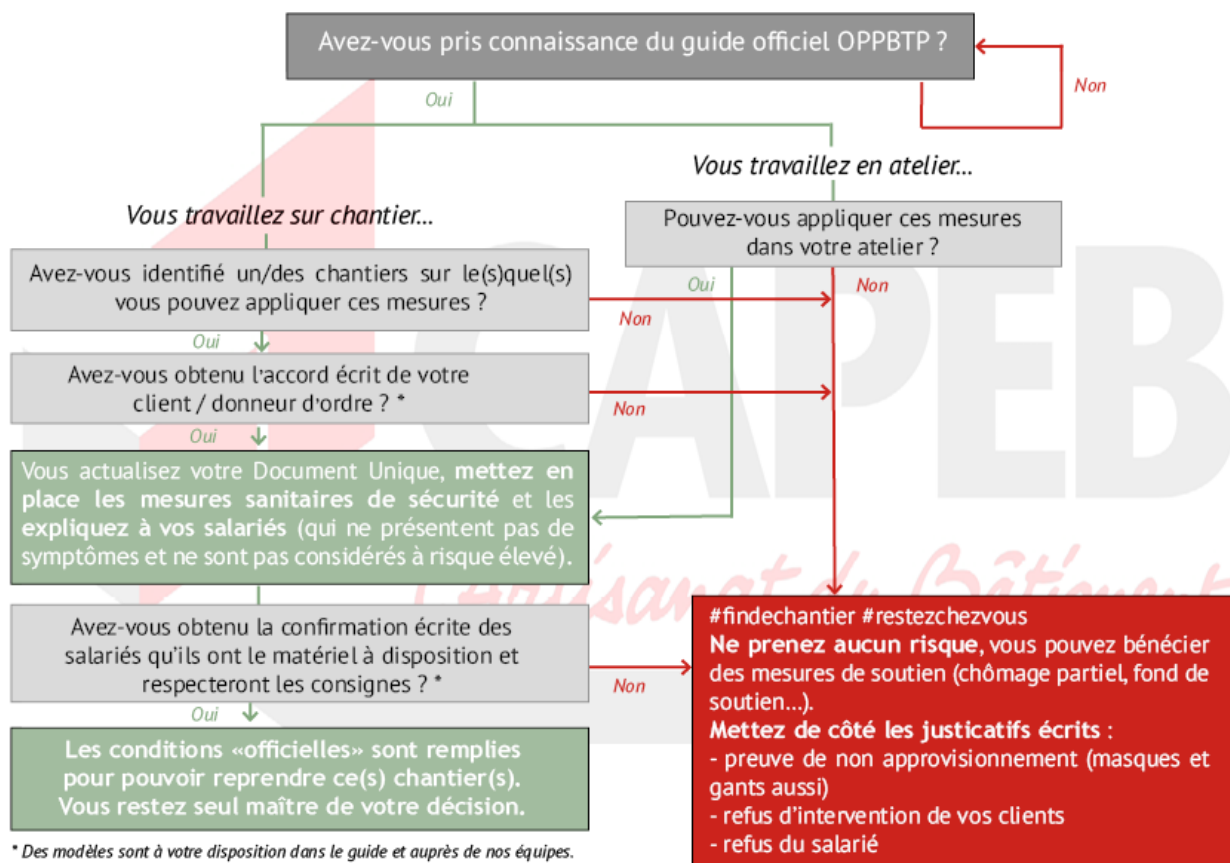 Avez-vous pris connaissance du guide officiel OPPBTP ?
Oui
Non
Vous travaillez en atelier...
Vous travaillez sur chantier...
Pouvez-vous appliquer ces mesures
dans votre atelier ?
Avez-vous identifié un/des chantiers sur le(s)quel(s)
vous pouvez appliquer ces mesures ?
Oui
Non
Non
Oui
Avez-vous obtenu l'accord écrit de votre
client / donneur d'ordre ? *
Non
Oui
Vous actualisez votre Document Unique, mettez en
place les mesures sanitaires de sécurité et les
expliquez à vos salariés (qui ne présentent pas de
symptômes et ne sont pas considérés à risque élevé).
CAPEB
L'Artisanat du Bâtiment
Avez-vous obtenu la confirmation écrite des
salariés qu'ils ont le matériel à disposition et
respecteront les consignes ? *
Non
Oui
#findechantier #restezchezvous
Ne prenez aucun risque, vous pouvez bénécier
des mesures de soutien (chômage partiel, fond de
soutien...).
Mettez de côté les justicatifs écrits :
- preuve de non approvisionnement (masques et
gants aussi)
- refus d'intervention de vos clients
- refus du salarié
Les conditions «officielles» sont remplies
pour pouvoir reprendre ce(s) chantier(s).
Vous restez seul maître de votre décision.
* Des modèles sont à votre disposition dans le guide et auprès de nos équipes.